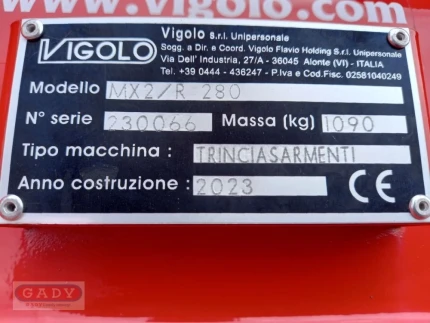 www.vigolo.com
VIGOLO
Vigolo S.r.l. Unipersonale
Sogg. a Dir. e Coord. Vigolo Flavio Holding S.r.l. Unipersonale
Via Dell' Industria, 27/A - 36045 Alonte (VI) - ITALIA
Tel. +39 0444 - 436247 - P.Iva e Cod.Fisc. 02581040249
Modello MX2/R 280
N° serie 230066 Massa (kg) 1090
Tipo macchina : TRINCIASARMENTI
Anno costruzione : 2023 CE
GADY